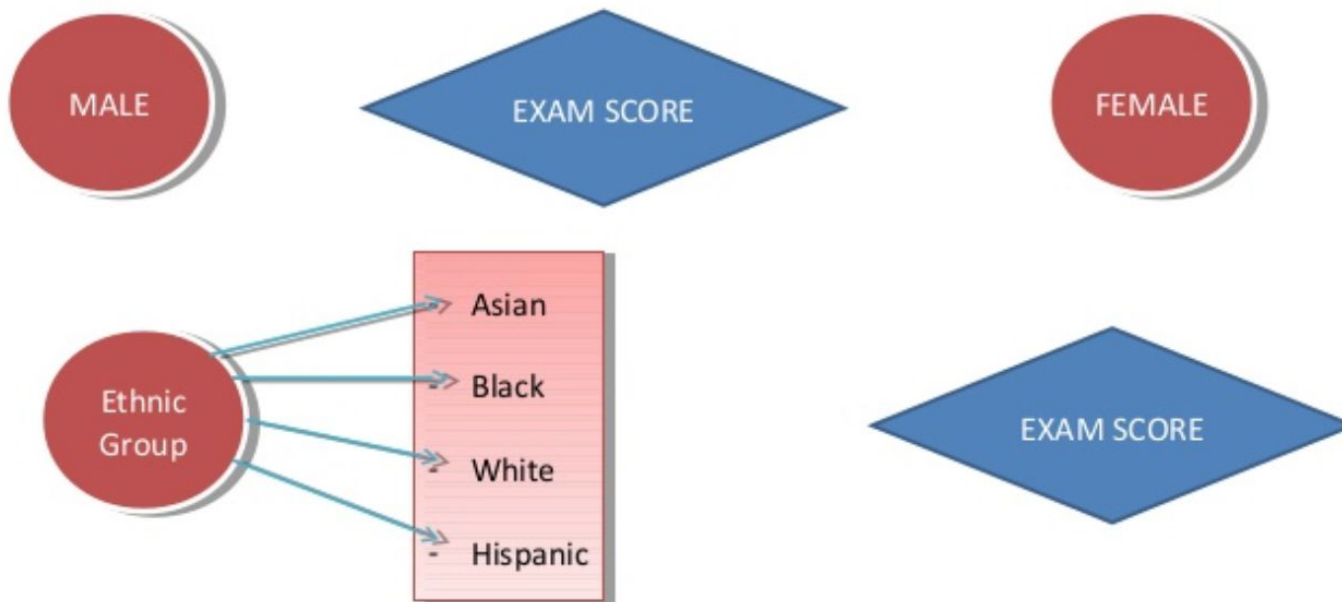 MALE
EXAM SCORE
FEMALE
Ethnic
Group
Asian
- Black
- White
- Hispanic
EXAM SCORE